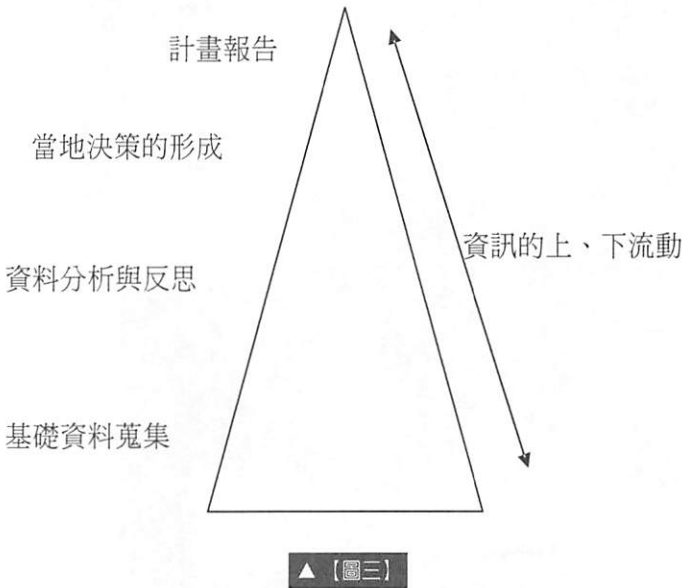 計畫報告
當地決策的形成
資訊的上、下流動
資料分析與反思
基礎資料蒐集
▲【圖三】